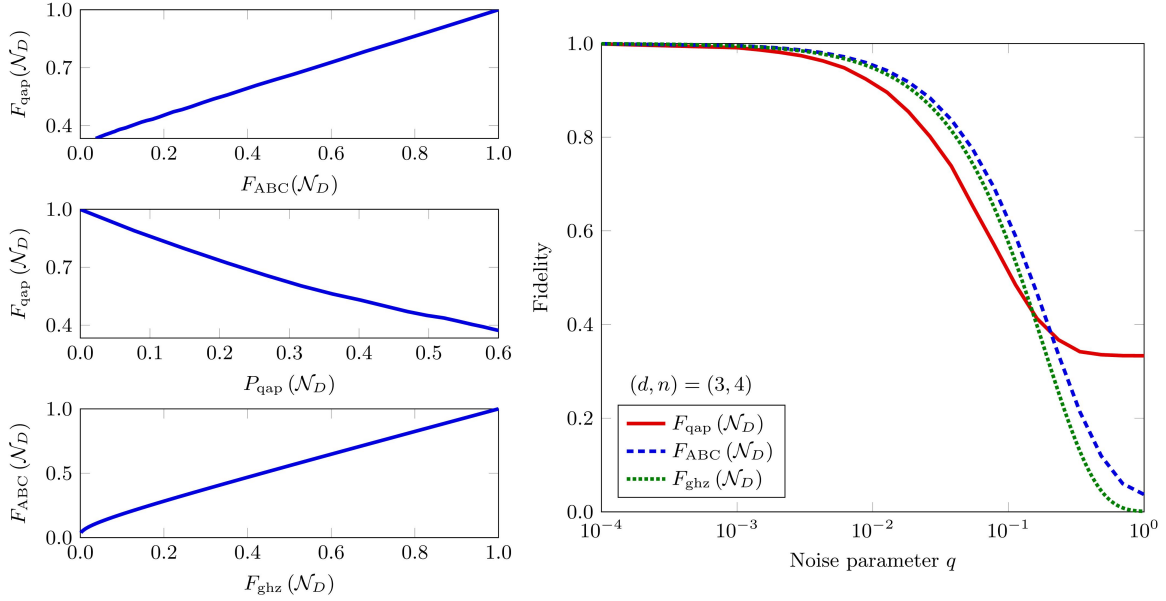 1.0
0.7
0.4
F_qap (𝒩_D)
0.0 0.2 0.4 0.6 0.8 1.0
F_ABC (𝒩_D)
1.0
0.7
0.4
F_qap (𝒩_D)
0.0 0.1 0.2 0.3 0.4 0.5 0.6
P_qap (𝒩_D)
1.0
0.5
0.0
F_ABC (𝒩_D)
0.0 0.2 0.4 0.6 0.8 1.0
F_ghz (𝒩_D)
1.0
0.8
0.6
0.4
0.2
0.0
Fidelity
(d, n) = (3, 4)
F_qap (𝒩_D)
F_ABC (𝒩_D)
F_ghz (𝒩_D)
10⁻⁴ 10⁻³ 10⁻² 10⁻¹ 10⁰
Noise parameter q